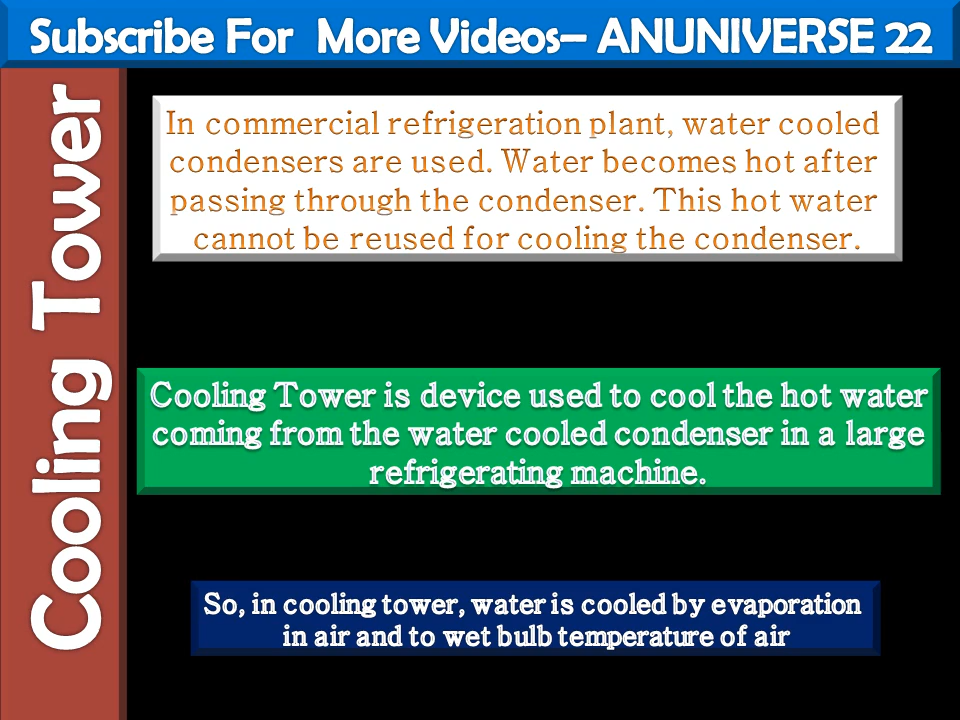 Subscribe For More Videos– ANUNIVERSE 22
Cooling Tower
In commercial refrigeration plant, water cooled
condensers are used. Water becomes hot after
passing through the condenser. This hot water
cannot be reused for cooling the condenser.
Cooling Tower is device used to cool the hot water
coming from the water cooled condenser in a large
refrigerating machine.
So, in cooling tower, water is cooled by evaporation
in air and to wet bulb temperature of air